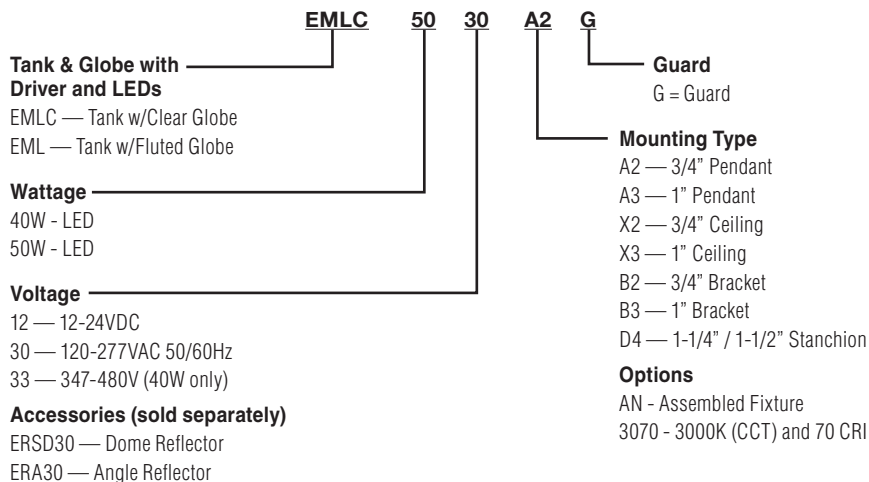 EMLC 50 30 A2 G
Tank & Globe with
Driver and LEDs
EMLC — Tank w/Clear Globe
EML — Tank w/Fluted Globe
Wattage
40W - LED
50W - LED
Voltage
12 — 12-24VDC
30 — 120-277VAC 50/60Hz
33 — 347-480V (40W only)
Accessories (sold separately)
ERSD30 — Dome Reflector
ERA30 — Angle Reflector
Guard
G = Guard
Mounting Type
A2 — 3/4” Pendant
A3 — 1” Pendant
X2 — 3/4” Ceiling
X3 — 1” Ceiling
B2 — 3/4” Bracket
B3 — 1” Bracket
D4 — 1-1/4” / 1-1/2” Stanchion
Options
AN - Assembled Fixture
3070 - 3000K (CCT) and 70 CRI